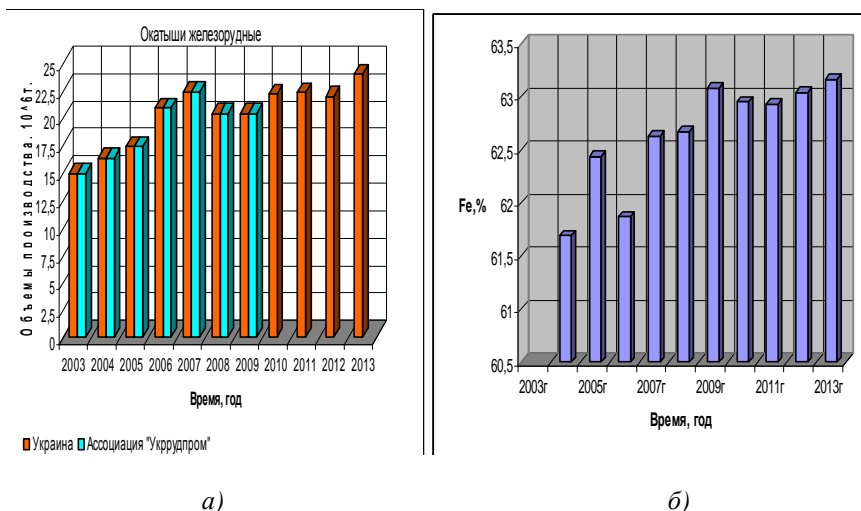 Окатыши железорудные
Объемы производства. 10^6т.
25
22,5
20
17,5
15
12,5
10
7,5
5
2,5
0
2003 2004 2005 2006 2007 2008 2009 2010 2011 2012 2013
Время, год
Украина Ассоциация "Укррудпром"
а)
63,5
63
62,5
62
61,5
61
60,5
Fe,%
2003г 2005г 2007г 2009г 2011г 2013г
Время, год
б)